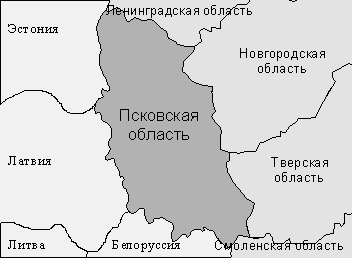 Ленинградская область
Эстония
Новгородская
область
Псковская
область
Латвия
Тверская
область
Литва
Белоруссия
Смоленская область